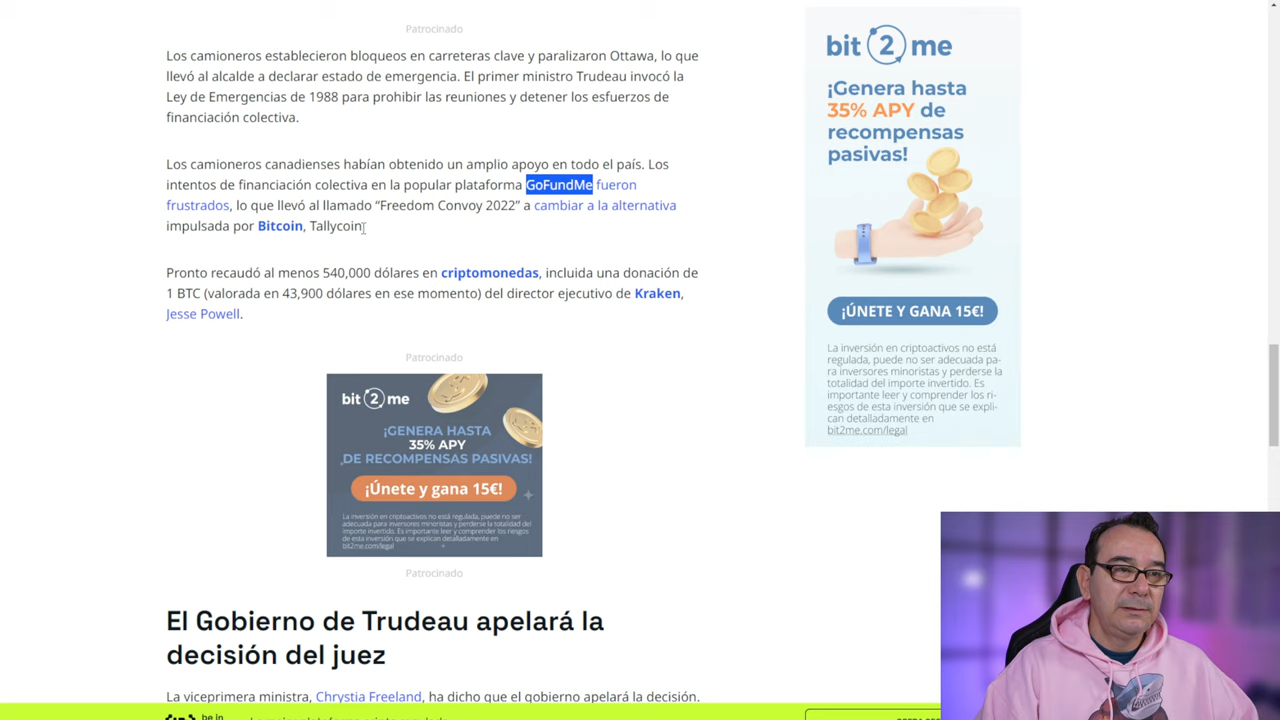 Patrocinado
Los camioneros establecieron bloqueos en carreteras clave y paralizaron Ottawa, lo que
llevó al alcalde a declarar estado de emergencia. El primer ministro Trudeau invocó la
Ley de Emergencias de 1988 para prohibir las reuniones y detener los esfuerzos de
financiación colectiva.
Los camioneros canadienses habían obtenido un amplio apoyo en todo el país. Los
intentos de financiación colectiva en la popular plataforma GoFundMe fueron
frustrados, lo que llevó al llamado “Freedom Convoy 2022” a cambiar a la alternativa
impulsada por Bitcoin, Tallycoin
Pronto recaudó al menos 540,000 dólares en criptomonedas, incluida una donación de
1 BTC (valorada en 43,900 dólares en ese momento) del director ejecutivo de Kraken,
Jesse Powell.
Patrocinado
bit 2 me
¡GENERA HASTA
35% APY
DE RECOMPENSAS PASIVAS!
¡Únete y gana 15€!
La inversión en criptoactivos no está regulada, puede no ser
adecuada para inversores minoristas y perderse la totalidad del
importe invertido. Es importante leer y comprender los riesgos
de esta inversión que se explican detalladamente en
bit2me.com/legal
Patrocinado
El Gobierno de Trudeau apelará la
decisión del juez
La viceprimera ministra, Chrystia Freeland, ha dicho que el gobierno apelará la decisión.
be in
bit 2 me
¡Genera hasta
35% APY de
recompensas
pasivas!
¡ÚNETE Y GANA 15€!
La inversión en criptoactivos no está
regulada, puede no ser adecuada pa-
ra inversores minoristas y perderse la
totalidad del importe invertido. Es
importante leer y comprender los ri-
esgos de esta inversión que se expli-
can detalladamente en
bit2me.com/legal